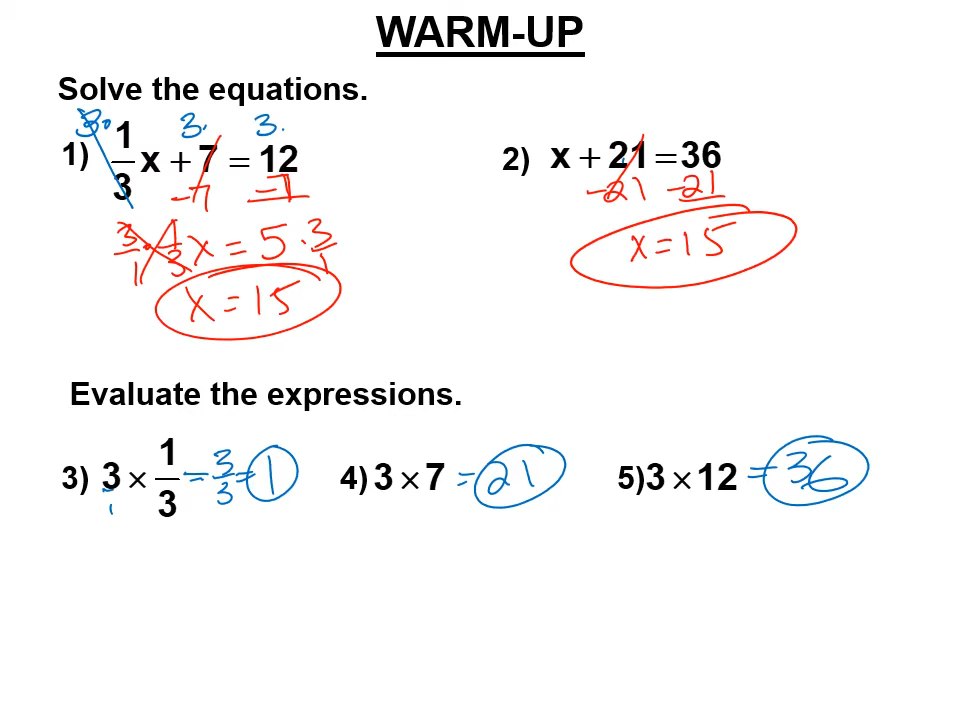 WARM-UP
Solve the equations.
3· 3· 3·
1) 1/3 x + 7 = 12
-7 -7
3/1 · 1/3 x = 5 · 3/1
x = 15
2) x + 21 = 36
-21 -21
x = 15
Evaluate the expressions.
3) 3/1 × 1/3 = 3/3 = 1
4) 3 × 7 = 21
5) 3 × 12 = 36